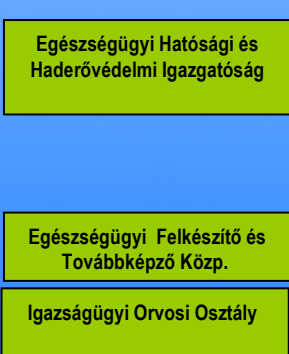 Egészségügyi Hatósági és
Haderővédelmi Igazgatóság
Egészségügyi Felkészítő és
Továbbképző Közp.
Igazságügyi Orvosi Osztály